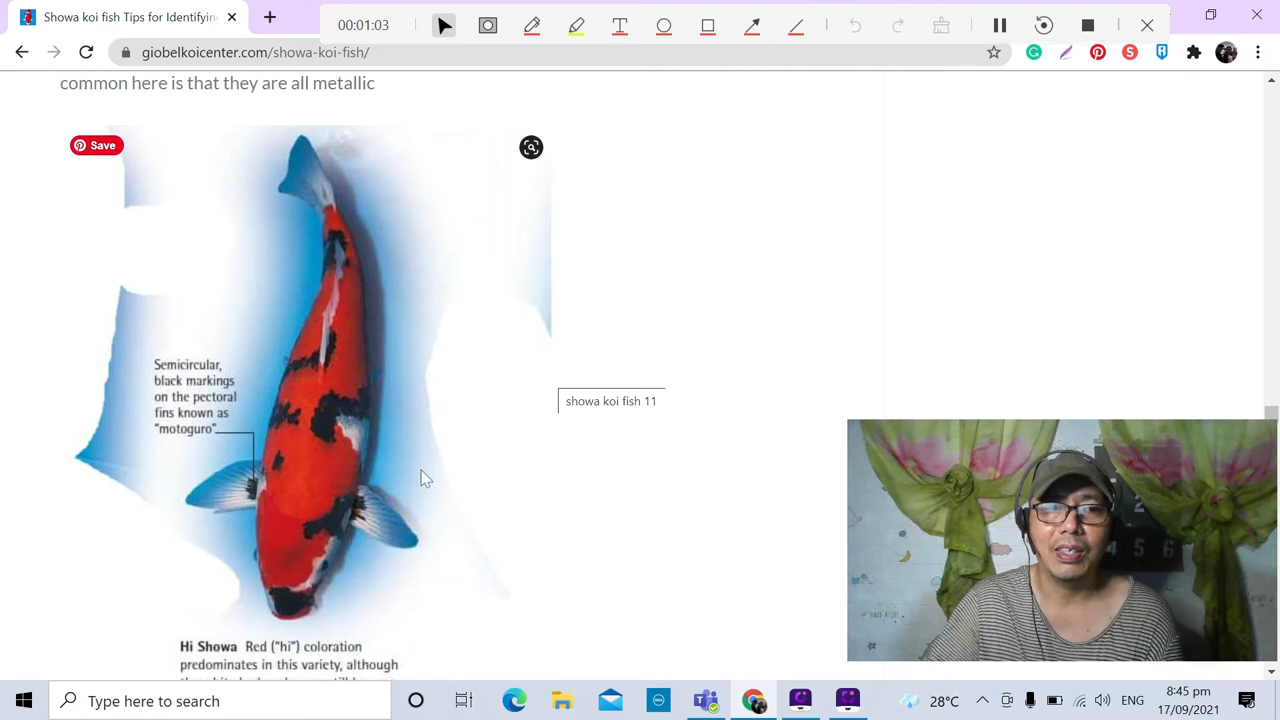 Showa koi fish Tips for Identifyin
00:01:03
giobelkoicenter.com/showa-koi-fish/
common here is that they are all metallic
Save
Semicircular,
black markings
on the pectoral
fins known as
"motoguro"
showa koi fish 11
Hi Showa Red ("hi") coloration
predominates in this variety, although
5 6
Type here to search
28°C
ENG
8:45 pm
17/09/2021